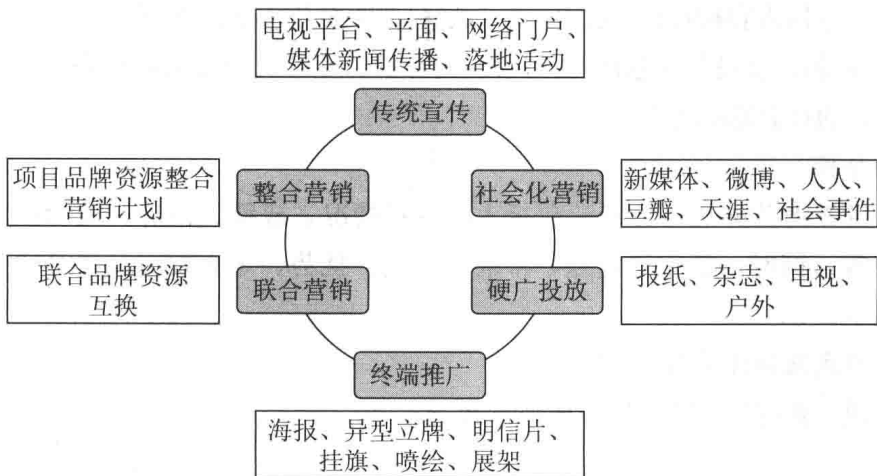 电视平台、平面、网络门户、
媒体新闻传播、落地活动
传统宣传
项目品牌资源整合
营销计划
整合营销
社会化营销
新媒体、微博、人人、
豆瓣、天涯、社会事件
联合品牌资源
互换
联合营销
硬广投放
报纸、杂志、电视、
户外
终端推广
海报、异型立牌、明信片、
挂旗、喷绘、展架